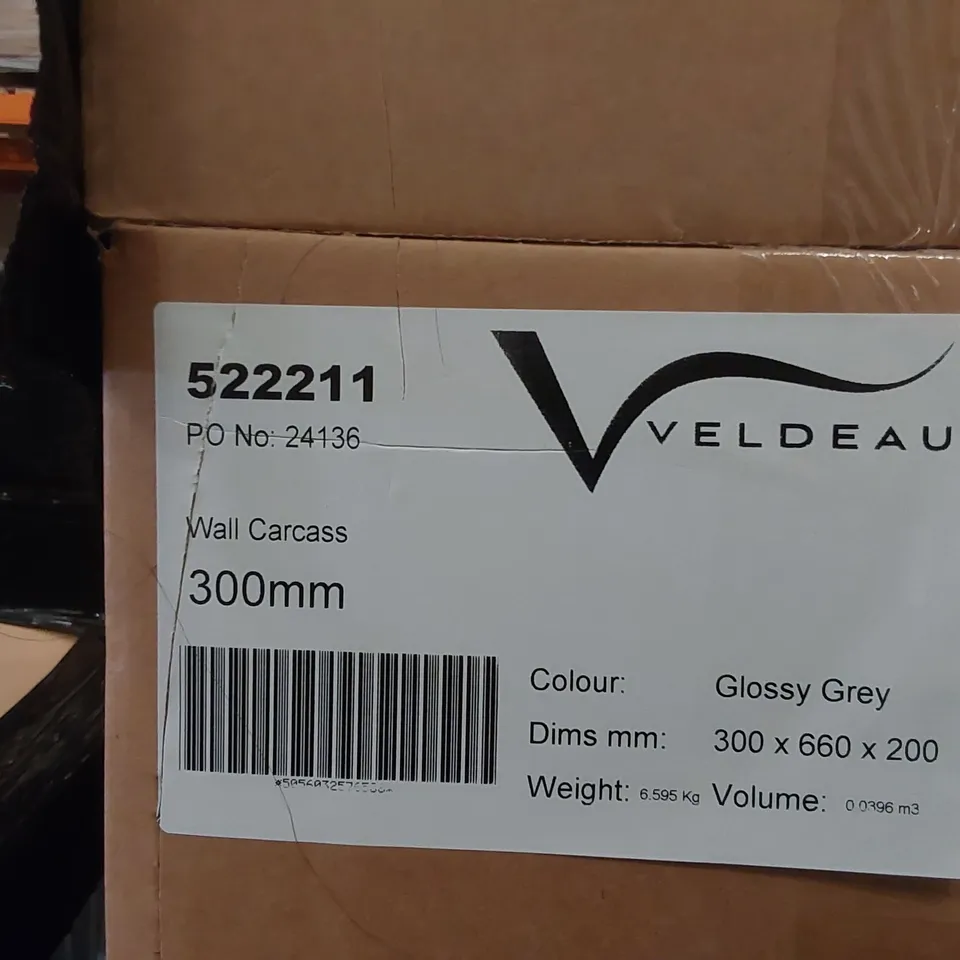 522211
PO No: 24136
VELDEAU
Wall Carcass
300mm
Colour: Glossy Grey
Dims mm: 300 x 660 x 200
Weight: 6.595 Kg Volume: 0.0396 m3